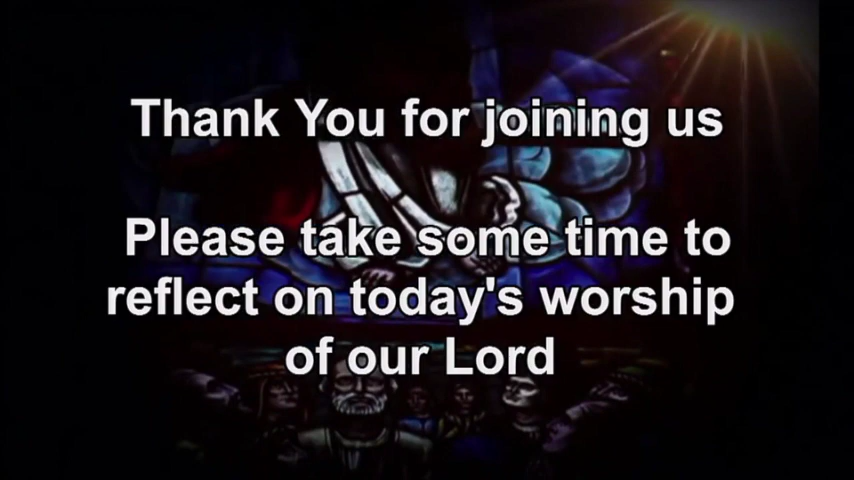 Thank You for joining us
Please take some time to
reflect on today's worship
of our Lord